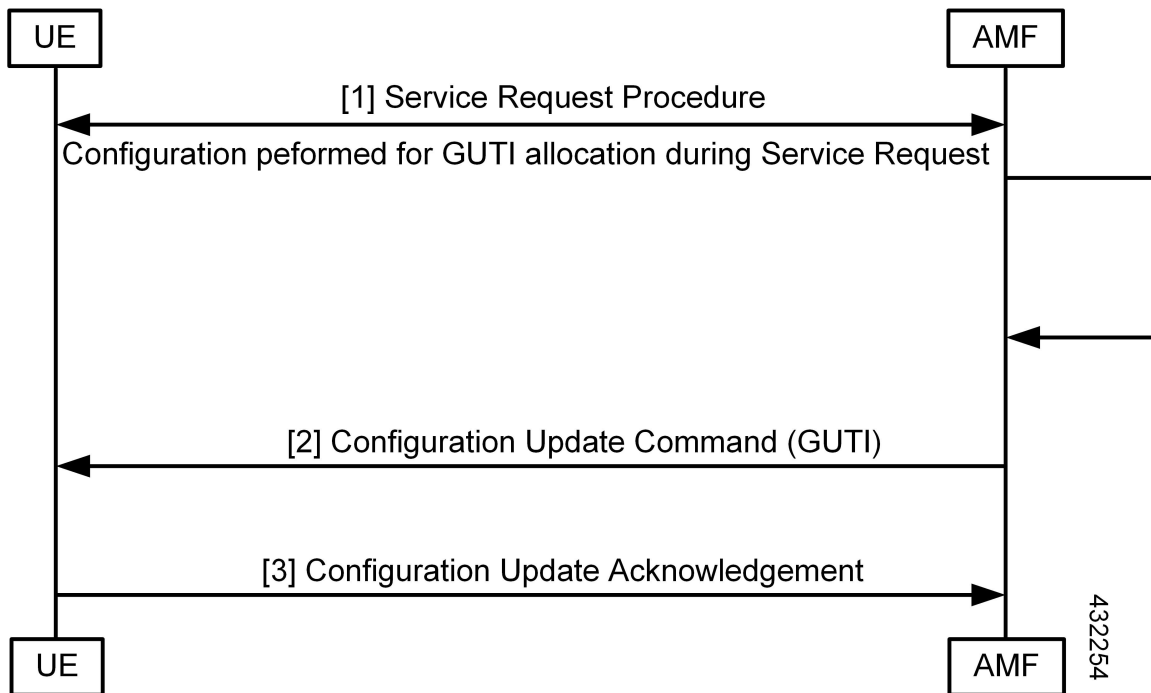 UE
AMF
[1] Service Request Procedure
Configuration peformed for GUTI allocation during Service Request
[2] Configuration Update Command (GUTI)
[3] Configuration Update Acknowledgement
432254
UE
AMF